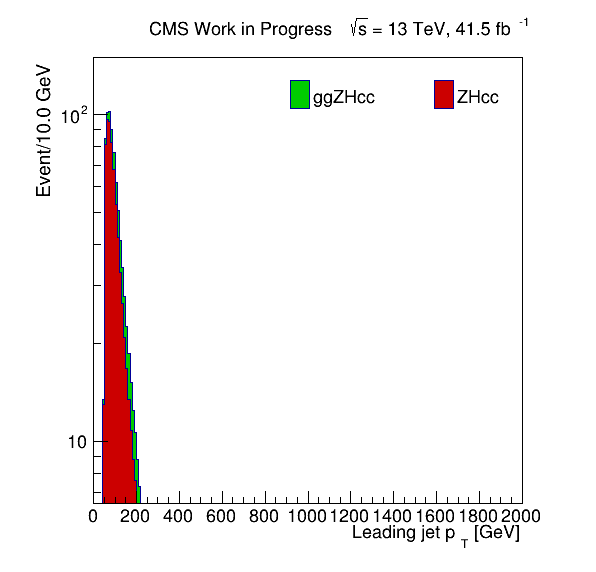 CMS Work in Progress √s = 13 TeV, 41.5 fb -1
Event/10.0 GeV
ggZHcc ZHcc
10²
10
0 200 400 600 800 1000 1200 1400 1600 1800 2000
Leading jet p T [GeV]